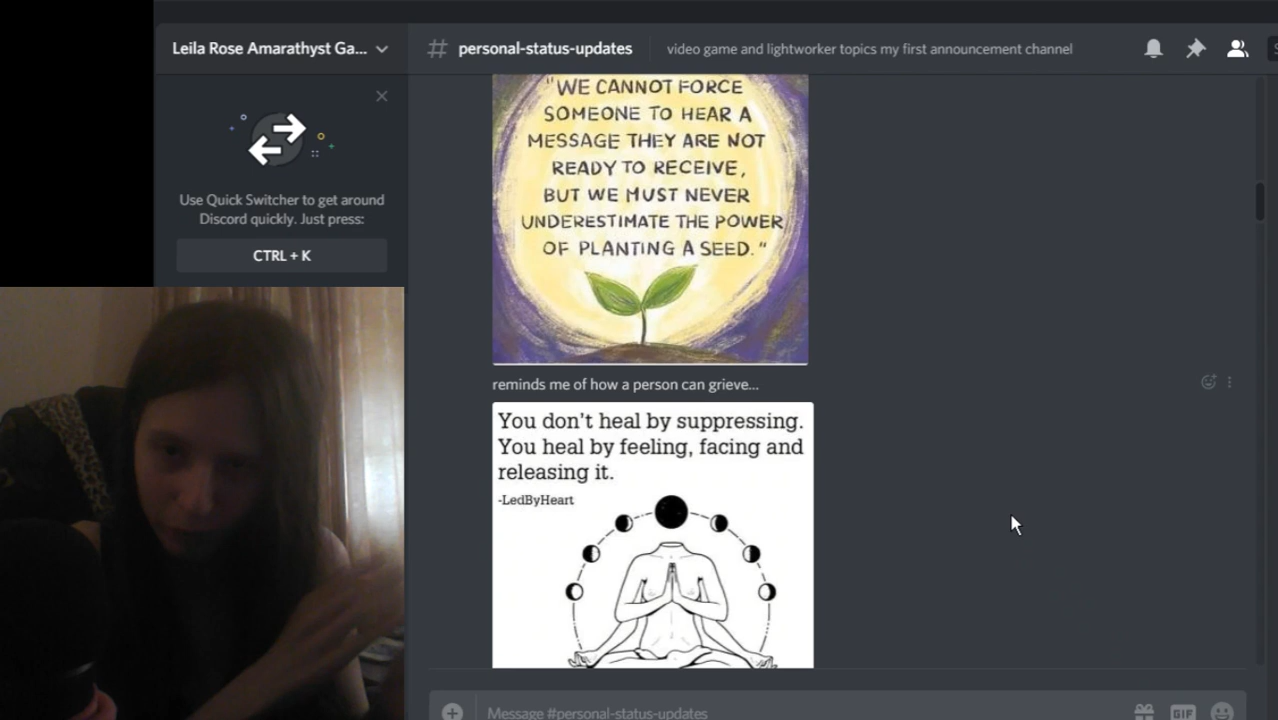 Leila Rose Amarathyst Ga...
# personal-status-updates
video game and lightworker topics my first announcement channel
Use Quick Switcher to get around
Discord quickly. Just press:
CTRL + K
"WE CANNOT FORCE
SOMEONE TO HEAR A
MESSAGE THEY ARE NOT
READY TO RECEIVE,
BUT WE MUST NEVER
UNDERESTIMATE THE POWER
OF PLANTING A SEED."
reminds me of how a person can grieve...
You don't heal by suppressing.
You heal by feeling, facing and
releasing it.
-LedByHeart
Message #personal-status-updates
GIF